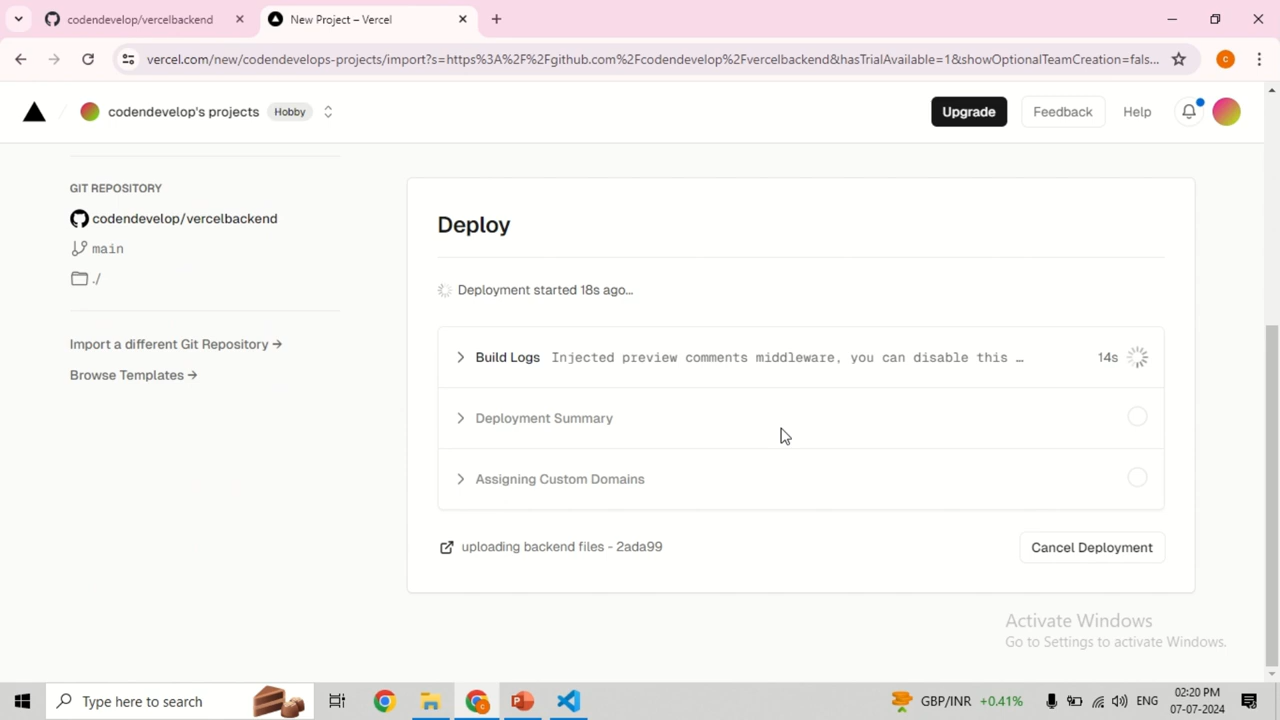 codendevelop/vercelbackend
New Project – Vercel
vercel.com/new/codendevelops-projects/import?s=https%3A%2F%2Fgithub.com%2Fcodendevelop%2Fvercelbackend&hasTrialAvailable=1&showOptionalTeamCreation=fals...
C
codendevelop's projects Hobby
Upgrade Feedback Help
GIT REPOSITORY
codendevelop/vercelbackend
main
./
Import a different Git Repository →
Browse Templates →
Deploy
Deployment started 18s ago...
Build Logs Injected preview comments middleware, you can disable this … 14s
Deployment Summary
Assigning Custom Domains
uploading backend files - 2ada99 Cancel Deployment
Activate Windows
Go to Settings to activate Windows.
Type here to search
GBP/INR +0.41%
ENG
02:20 PM
07-07-2024